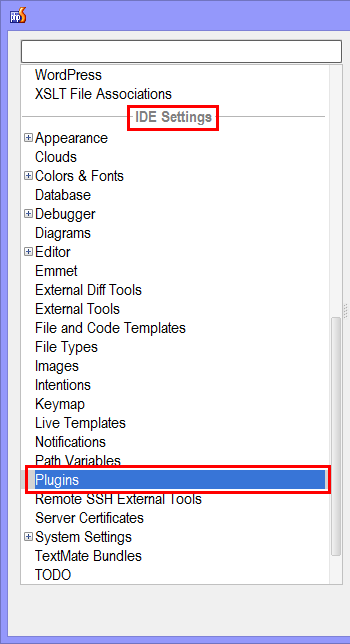 php
WordPress
XSLT File Associations
IDE Settings
Appearance
Clouds
Colors & Fonts
Database
Debugger
Diagrams
Editor
Emmet
External Diff Tools
External Tools
File and Code Templates
File Types
Images
Intentions
Keymap
Live Templates
Notifications
Path Variables
Plugins
Remote SSH External Tools
Server Certificates
System Settings
TextMate Bundles
TODO